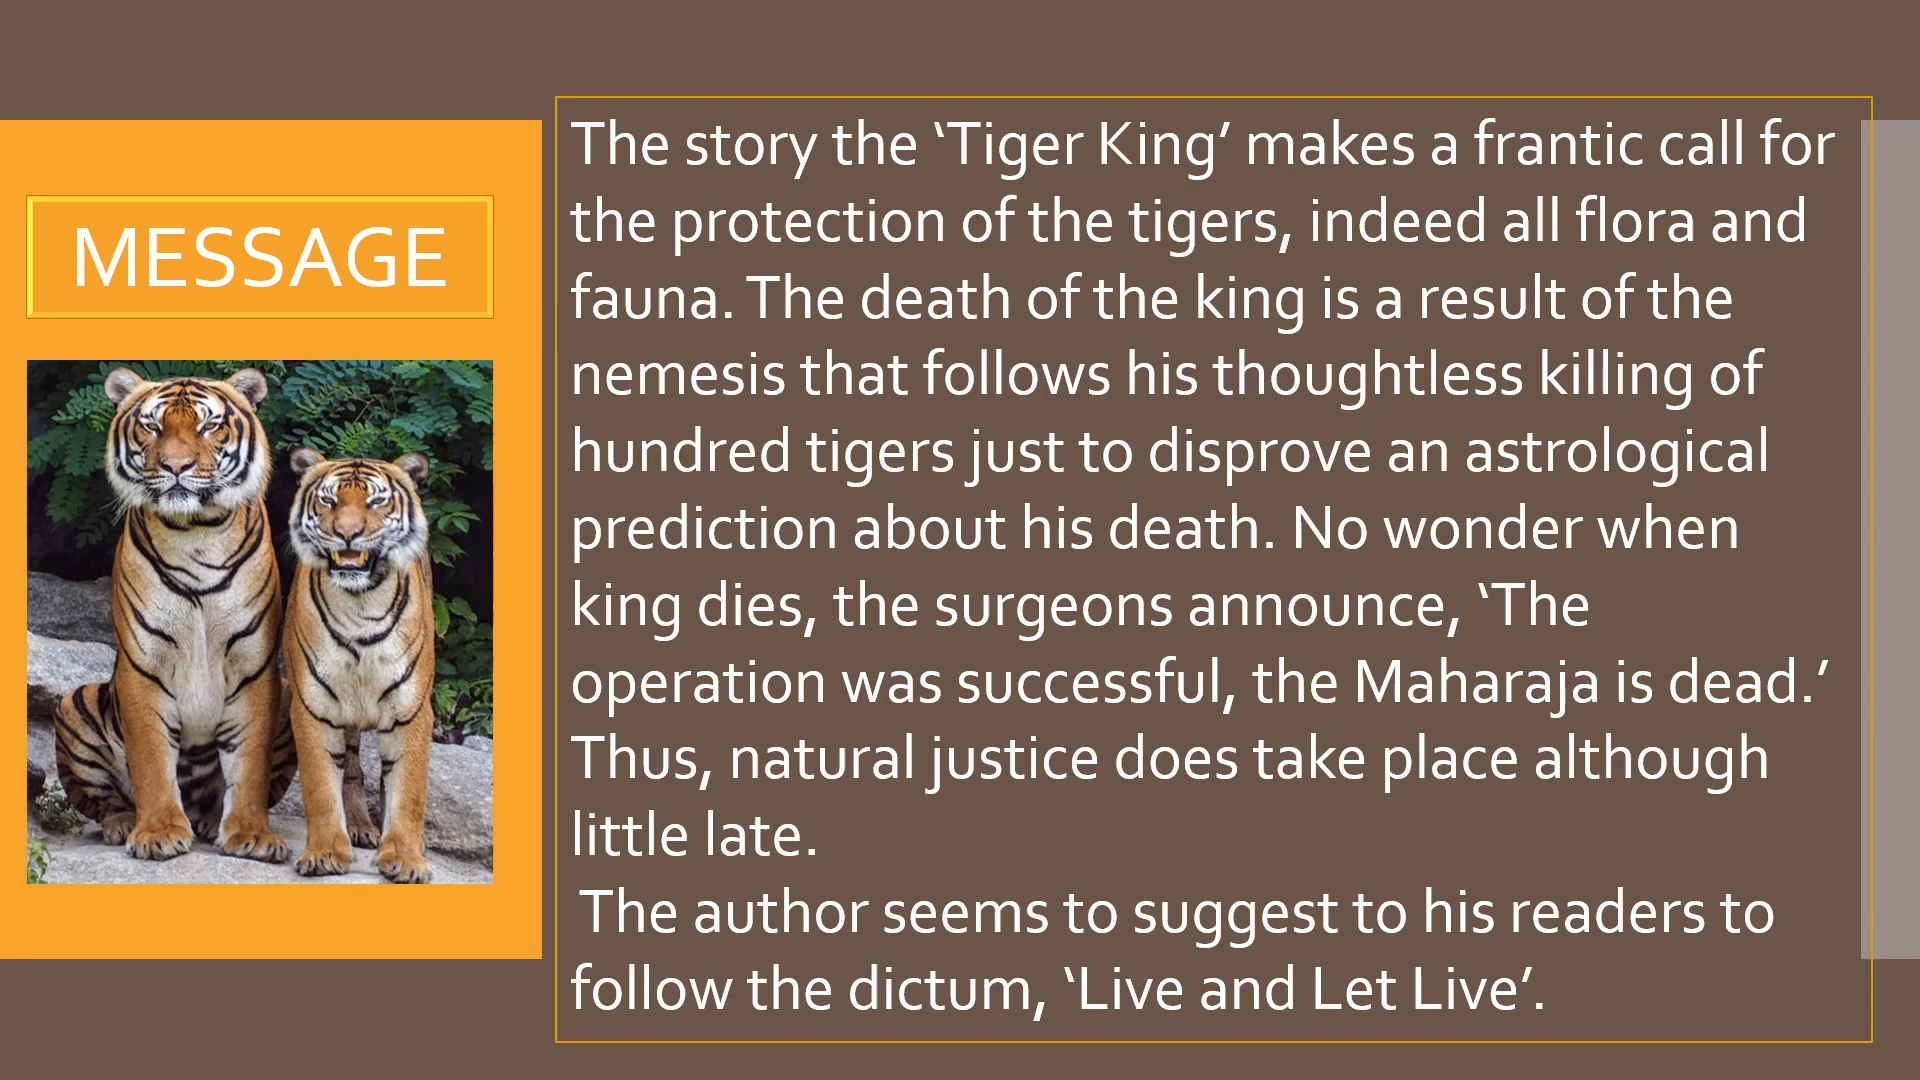 MESSAGE
The story the ‘Tiger King’ makes a frantic call for
the protection of the tigers, indeed all flora and
fauna. The death of the king is a result of the
nemesis that follows his thoughtless killing of
hundred tigers just to disprove an astrological
prediction about his death. No wonder when
king dies, the surgeons announce, ‘The
operation was successful, the Maharaja is dead.’
Thus, natural justice does take place although
little late.
The author seems to suggest to his readers to
follow the dictum, ‘Live and Let Live’.